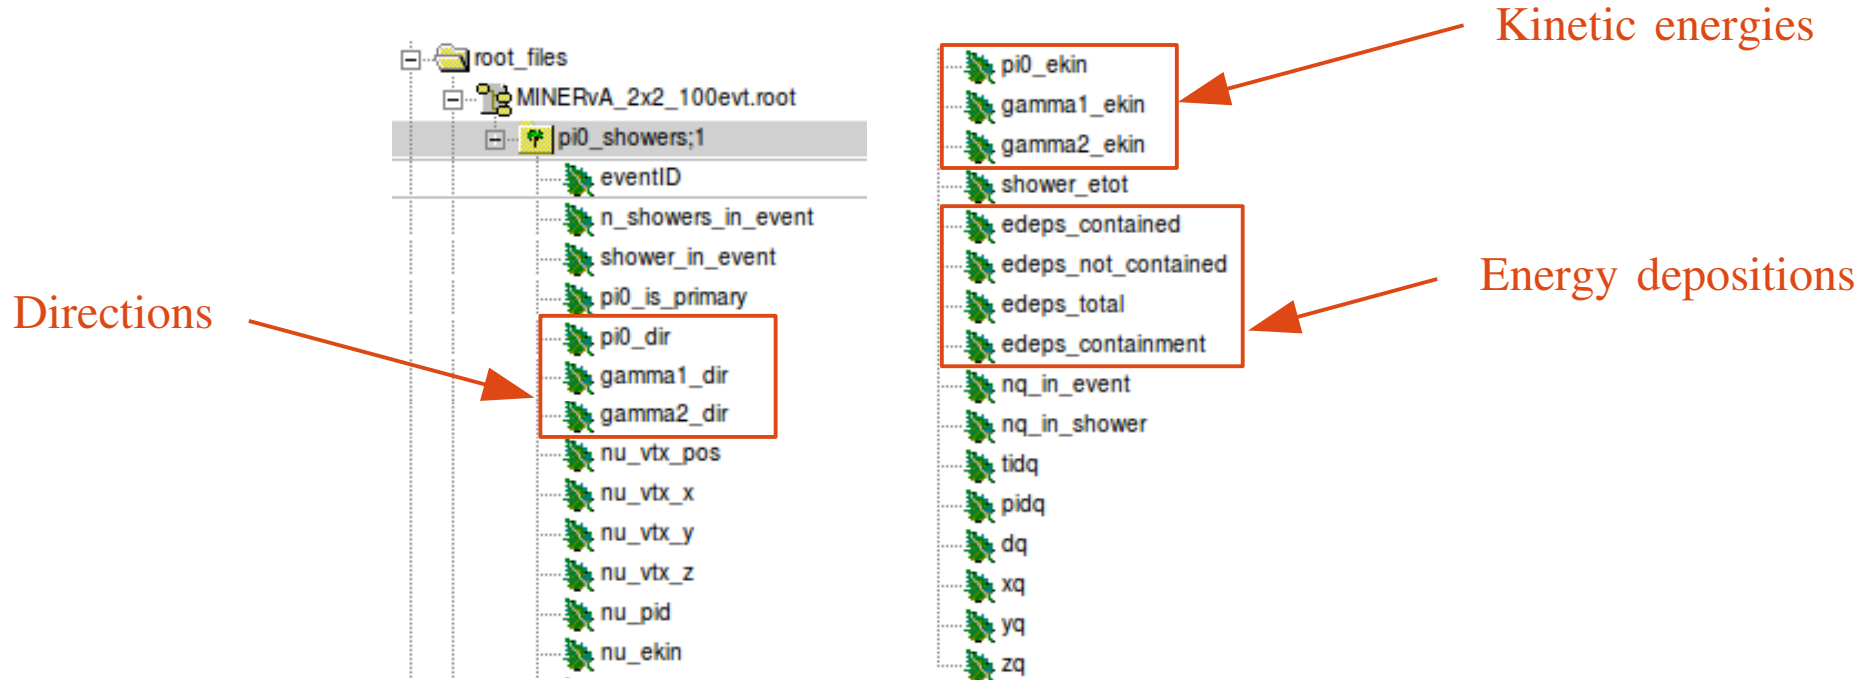 root_files
MINERvA_2x2_100evt.root
pi0_showers;1
eventID
n_showers_in_event
shower_in_event
pi0_is_primary
Directions
pi0_dir
gamma1_dir
gamma2_dir
nu_vtx_pos
nu_vtx_x
nu_vtx_y
nu_vtx_z
nu_pid
nu_ekin
Kinetic energies
pi0_ekin
gamma1_ekin
gamma2_ekin
shower_etot
edeps_contained
edeps_not_contained
Energy depositions
edeps_total
edeps_containment
nq_in_event
nq_in_shower
tidq
pidq
dq
xq
yq
zq